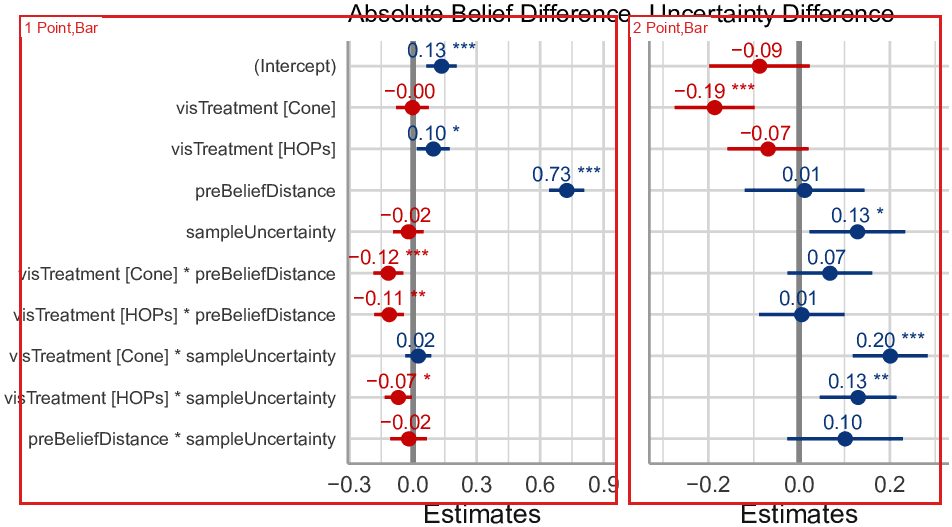 Absolute Belief Difference
Uncertainty Difference
1 Point,Bar
2 Point,Bar
(Intercept)
0.13 ***
−0.09
visTreatment [Cone]
−0.00
−0.19 ***
visTreatment [HOPs]
0.10 *
−0.07
preBeliefDistance
0.73 ***
0.01
sampleUncertainty
−0.02
0.13 *
visTreatment [Cone] * preBeliefDistance
−0.12 ***
0.07
visTreatment [HOPs] * preBeliefDistance
−0.11 **
0.01
visTreatment [Cone] * sampleUncertainty
0.02
0.20 ***
visTreatment [HOPs] * sampleUncertainty
−0.07 *
0.13 **
preBeliefDistance * sampleUncertainty
−0.02
0.10
−0.3 0.0 0.3 0.6 0.9
−0.2 0.0 0.2
Estimates
Estimates